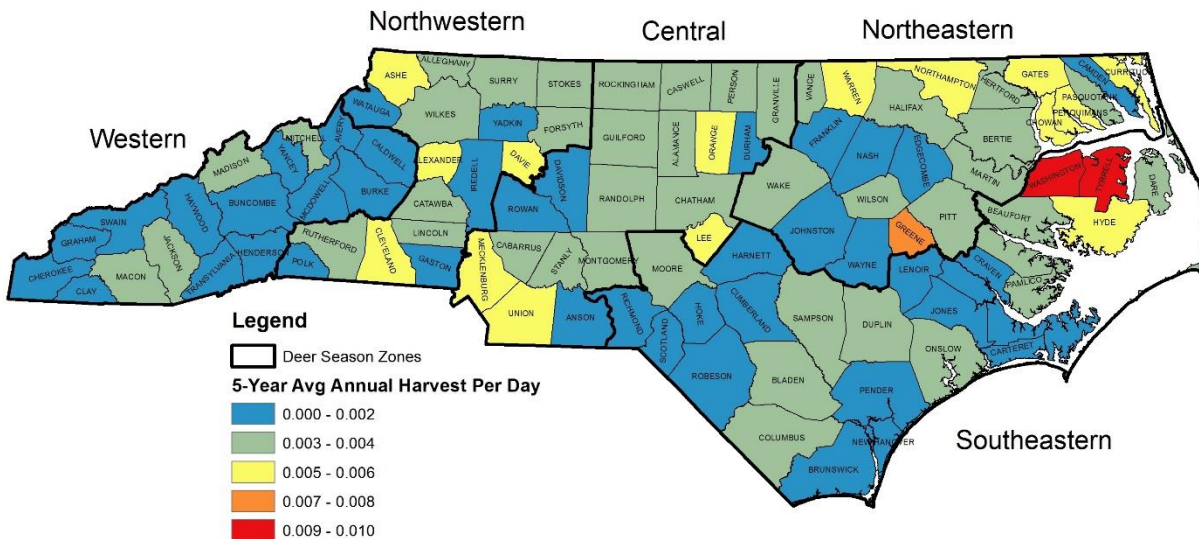 Northwestern
Central
Northeastern
Western
Southeastern
ALLEGHANY
ASHE
SURRY
STOKES
ROCKINGHAM
CASWELL
PERSON
GRANVILLE
VANCE
WARREN
NORTHAMPTON
HERTFORD
GATES
CAMDEN
CURRITUCK
PASQUOTANK
PERQUIMANS
CHOWAN
WATAUGA
WILKES
YADKIN
FORSYTH
GUILFORD
ALAMANCE
ORANGE
DURHAM
FRANKLIN
HALIFAX
BERTIE
MITCHELL
AVERY
CALDWELL
ALEXANDER
IREDELL
DAVIE
DAVIDSON
NASH
EDGECOMBE
MARTIN
WASHINGTON
TYRRELL
DARE
MADISON
YANCEY
MCDOWELL
BURKE
CATAWBA
ROWAN
RANDOLPH
CHATHAM
WAKE
WILSON
PITT
BEAUFORT
HYDE
SWAIN
HAYWOOD
BUNCOMBE
RUTHERFORD
LINCOLN
CLEVELAND
CABARRUS
STANLY
MONTGOMERY
LEE
JOHNSTON
GREENE
GRAHAM
JACKSON
HENDERSON
POLK
GASTON
MECKLENBURG
MOORE
HARNETT
WAYNE
LENOIR
CRAVEN
PAMLICO
CHEROKEE
MACON
CLAY
TRANSYLVANIA
UNION
ANSON
RICHMOND
SCOTLAND
HOKE
CUMBERLAND
SAMPSON
DUPLIN
JONES
ONSLOW
CARTERET
ROBESON
BLADEN
PENDER
COLUMBUS
NEW HANOVER
BRUNSWICK
Legend
Deer Season Zones
5-Year Avg Annual Harvest Per Day
0.000 - 0.002
0.003 - 0.004
0.005 - 0.006
0.007 - 0.008
0.009 - 0.010